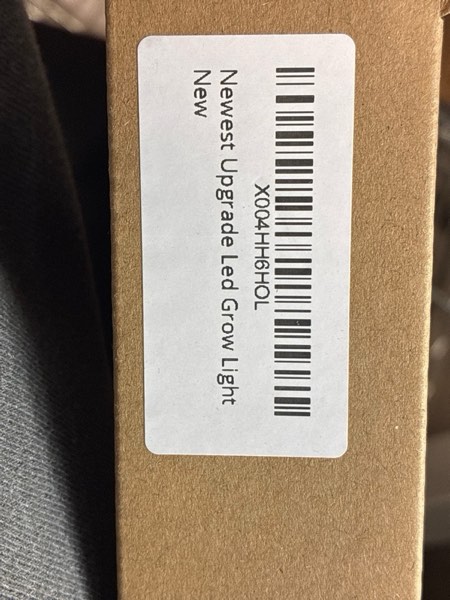 X004HH6HOL
Newest Upgrade Led Grow Light
New